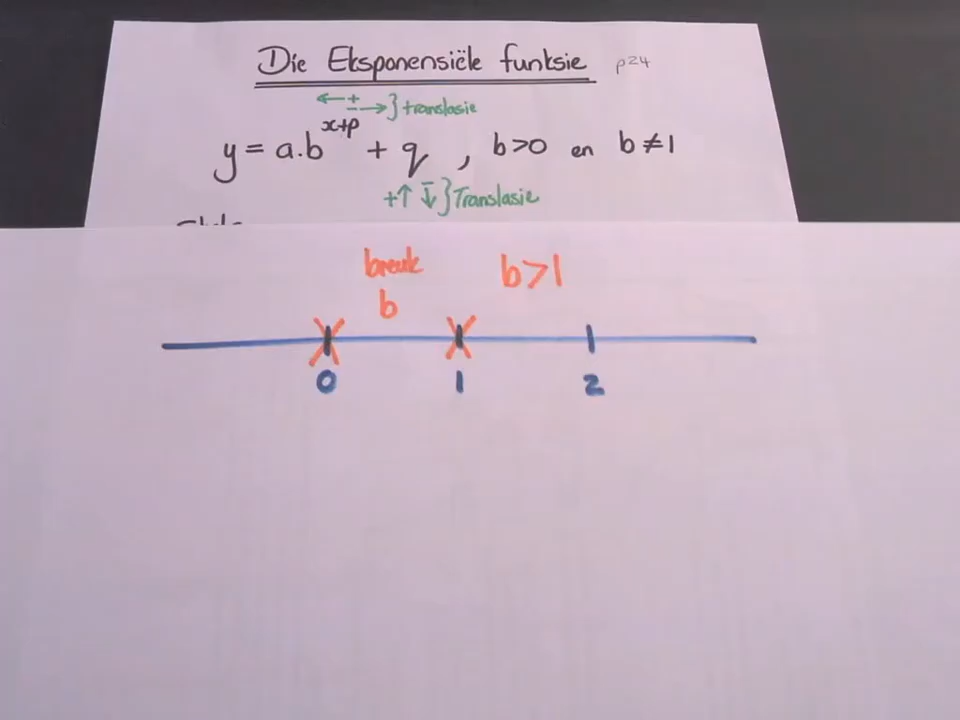 Die Eksponensiële funksie p24
← ± → } translasie
y = a.b^{x+p} + q , b>0 en b≠1
+↑ -↓ } Translasie
breuk b>1
b
0 1 2